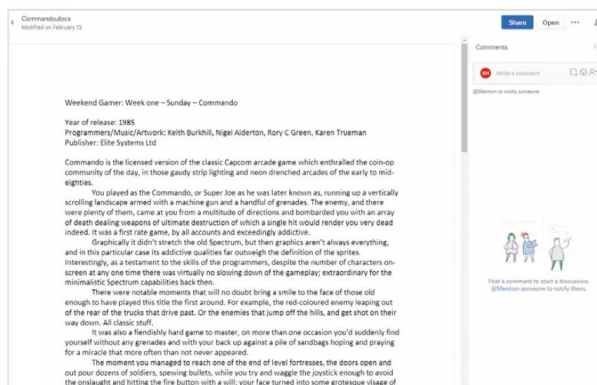 Commando.docx
Modified on February 13
Share
Open
Comments
RH
Write a comment
@Mention to notify someone
Weekend Gamer: Week one – Sunday – Commando
Year of release: 1985
Programmers/Music/Artwork: Keith Burkhill, Nigel Alderton, Rory C Green, Karen Trueman
Publisher: Elite Systems Ltd
Commando is the licensed version of the classic Capcom arcade game which enthralled the coin-op
community of the day, in those gaudy strip lighting and neon drenched arcades of the early to mid-
eighties.
You played as the Commando, or Super Joe as he was later known as, running up a vertically
scrolling landscape armed with a machine gun and a handful of grenades. The enemy, and there
were plenty of them, came at you from a multitude of directions and bombarded you with an array
of death dealing weapons of ultimate destruction of which a single hit would render you very dead
indeed. It was a first rate game, by all accounts and exceedingly addictive.
Graphically it didn't stretch the old Spectrum, but then graphics aren't always everything,
and in this particular case its addictive qualities far outweigh the definition of the sprites.
Interestingly, as a testament to the skills of the programmers, despite the number of characters on-
screen at any one time there was virtually no slowing down of the gameplay; extraordinary for the
minimalistic Spectrum capabilities back then.
There were notable moments that will no doubt bring a smile to the face of those old
enough to have played this title the first around. For example, the red-coloured enemy leaping out
of the rear of the trucks that drive past. Or the enemies that jump off the hills, and get shot on their
way down. All classic stuff.
It was also a fiendishly hard game to master, on more than one occasion you'd suddenly find
yourself without any grenades and with your back up against a pile of sandbags hoping and praying
for a miracle that more often than not never appeared.
The moment you managed to reach one of the end of level fortresses, the doors open and
out pour dozens of soldiers, spewing bullets, while you try and waggle the joystick enough to avoid
the onslaught and hitting the fire button with a will; your face turned into some grotesque visage of
Post a comment to start a discussion.
@Mention someone to notify them.